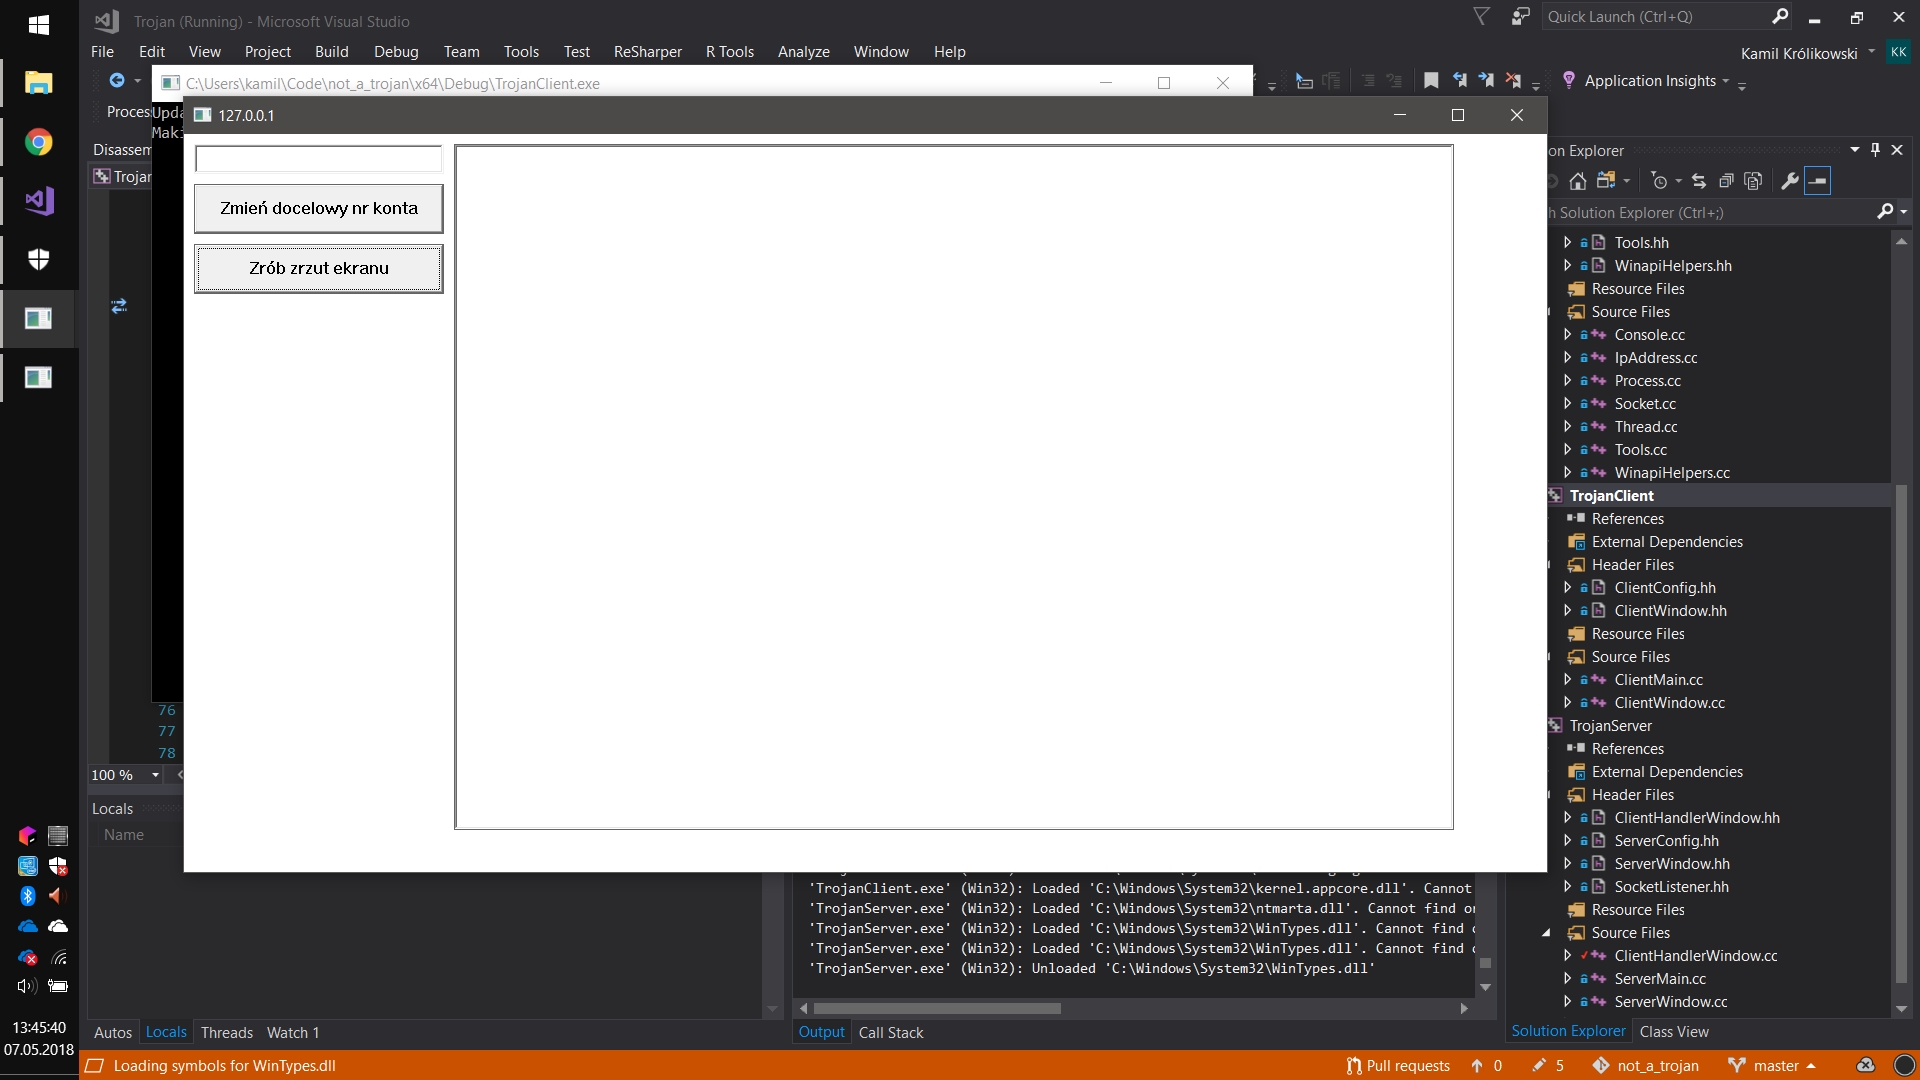 Trojan (Running) - Microsoft Visual Studio
Quick Launch (Ctrl+Q)
File Edit View Project Build Debug Team Tools Test ReSharper R Tools Analyze Window Help
Kamil Królikowski
KK
C:\Users\kamil\Code\not_a_trojan\x64\Debug\TrojanClient.exe
Application Insights
127.0.0.1
Zmień docelowy nr konta
Zrób zrzut ekranu
76
77
78
100 %
Locals
Name
on Explorer
h Solution Explorer (Ctrl+;)
Tools.hh
WinapiHelpers.hh
Resource Files
Source Files
Console.cc
IpAddress.cc
Process.cc
Socket.cc
Thread.cc
Tools.cc
WinapiHelpers.cc
TrojanClient
References
External Dependencies
Header Files
ClientConfig.hh
ClientWindow.hh
Resource Files
Source Files
ClientMain.cc
ClientWindow.cc
TrojanServer
References
External Dependencies
Header Files
ClientHandlerWindow.hh
ServerConfig.hh
ServerWindow.hh
SocketListener.hh
Resource Files
Source Files
ClientHandlerWindow.cc
ServerMain.cc
ServerWindow.cc
'TrojanClient.exe' (Win32): Loaded 'C:\Windows\System32\kernel.appcore.dll'. Cannot
'TrojanServer.exe' (Win32): Loaded 'C:\Windows\System32\ntmarta.dll'. Cannot find
'TrojanServer.exe' (Win32): Loaded 'C:\Windows\System32\WinTypes.dll'. Cannot find
'TrojanServer.exe' (Win32): Loaded 'C:\Windows\System32\WinTypes.dll'. Cannot find
'TrojanServer.exe' (Win32): Unloaded 'C:\Windows\System32\WinTypes.dll'
Autos Locals Threads Watch 1
Output Call Stack
Solution Explorer Class View
13:45:40
07.05.2018
Loading symbols for WinTypes.dll
Pull requests 0 5 not_a_trojan master